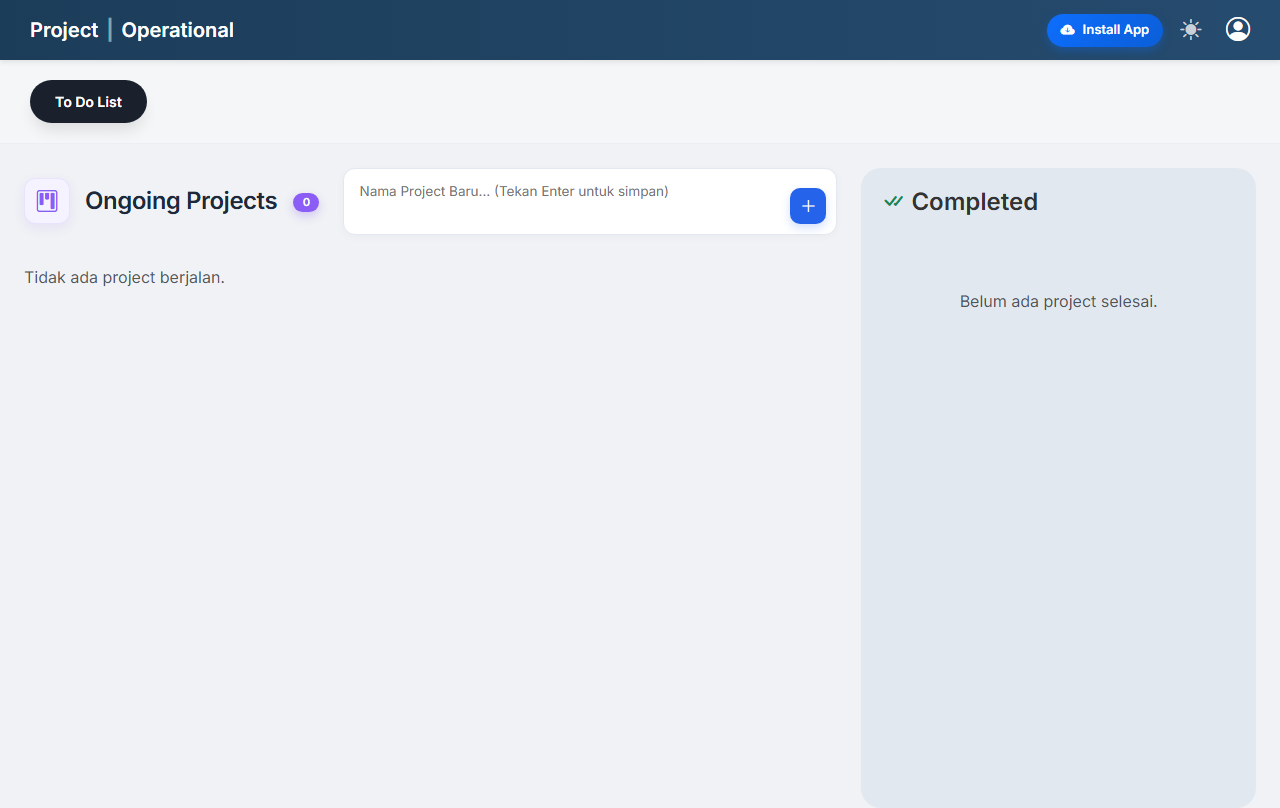 Project | Operational
Install App
To Do List
Ongoing Projects
0
Nama Project Baru... (Tekan Enter untuk simpan)
Completed
Tidak ada project berjalan.
Belum ada project selesai.